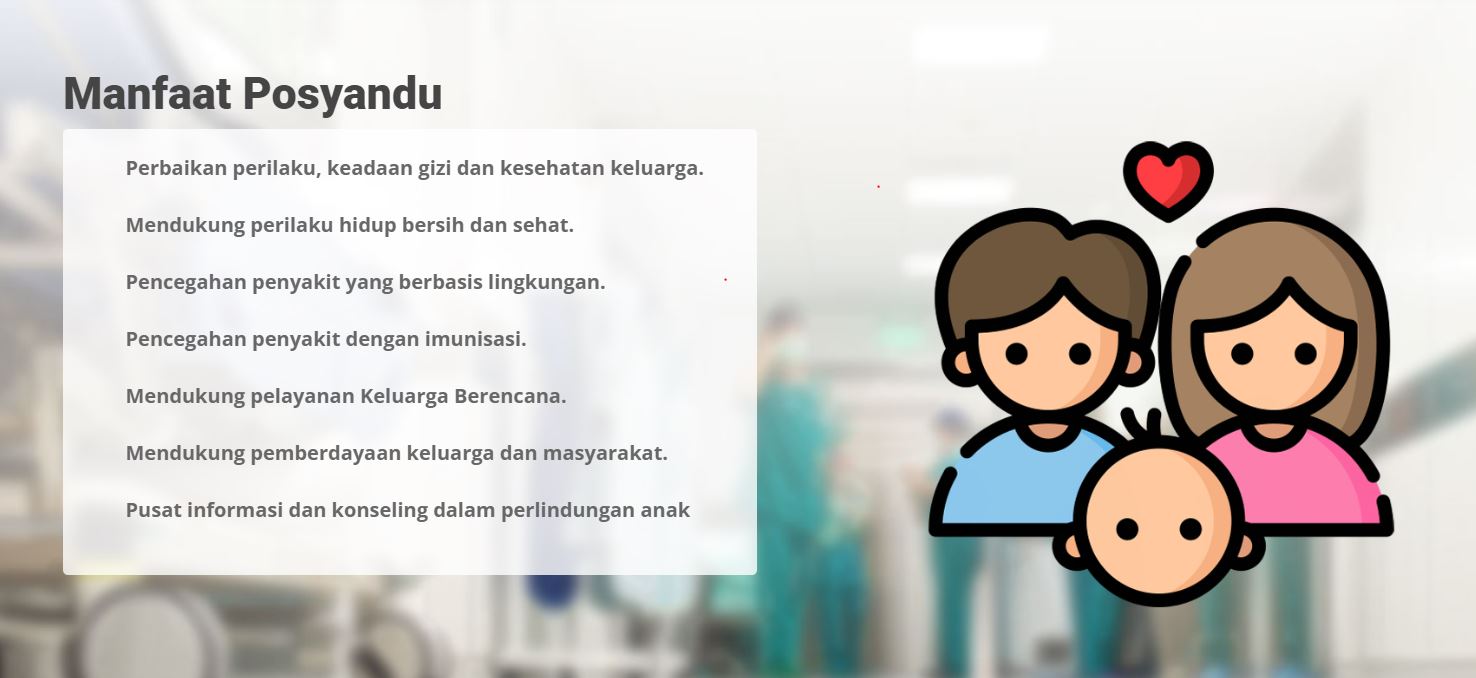 Manfaat Posyandu
Perbaikan perilaku, keadaan gizi dan kesehatan keluarga.
Mendukung perilaku hidup bersih dan sehat.
Pencegahan penyakit yang berbasis lingkungan.
Pencegahan penyakit dengan imunisasi.
Mendukung pelayanan Keluarga Berencana.
Mendukung pemberdayaan keluarga dan masyarakat.
Pusat informasi dan konseling dalam perlindungan anak